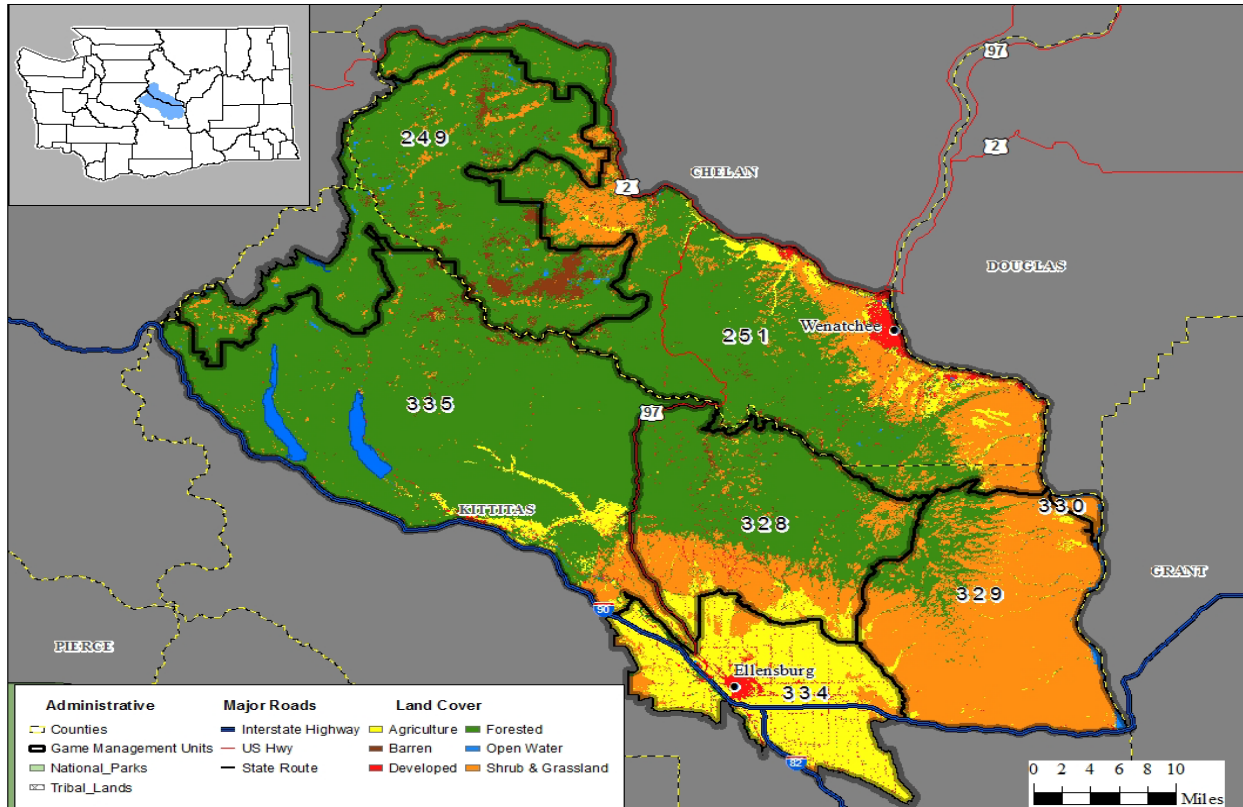 97
2
CHELAN
249
2
DOUGLAS
Wenatchee
251
335
97
KITTITAS
328
330
329
GRANT
90
PIERCE
Ellensburg
334
82
Administrative
Counties
Game Management Units
National_Parks
Tribal_Lands
Major Roads
Interstate Highway
US Hwy
State Route
Land Cover
Agriculture
Barren
Developed
Forested
Open Water
Shrub & Grassland
0 2 4 6 8 10
Miles